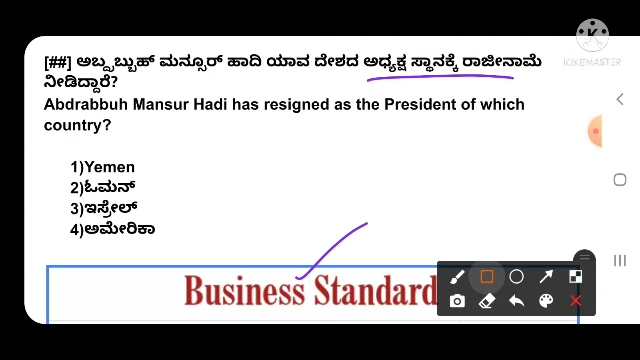 [##] ಅಬ್ದ್ರಬ್ಬುಹ್ ಮನ್ಸೂರ್ ಹಾದಿ ಯಾವ ದೇಶದ ಅಧ್ಯಕ್ಷ ಸ್ಥಾನಕ್ಕೆ ರಾಜೀನಾಮೆ
ನೀಡಿದ್ದಾರೆ?
Abdrabbuh Mansur Hadi has resigned as the President of which
country?
1)Yemen
2)ಓಮನ್
3)ಇಸ್ರೇಲ್
4)ಅಮೇರಿಕಾ
Business Standard
K
KINEMASTER